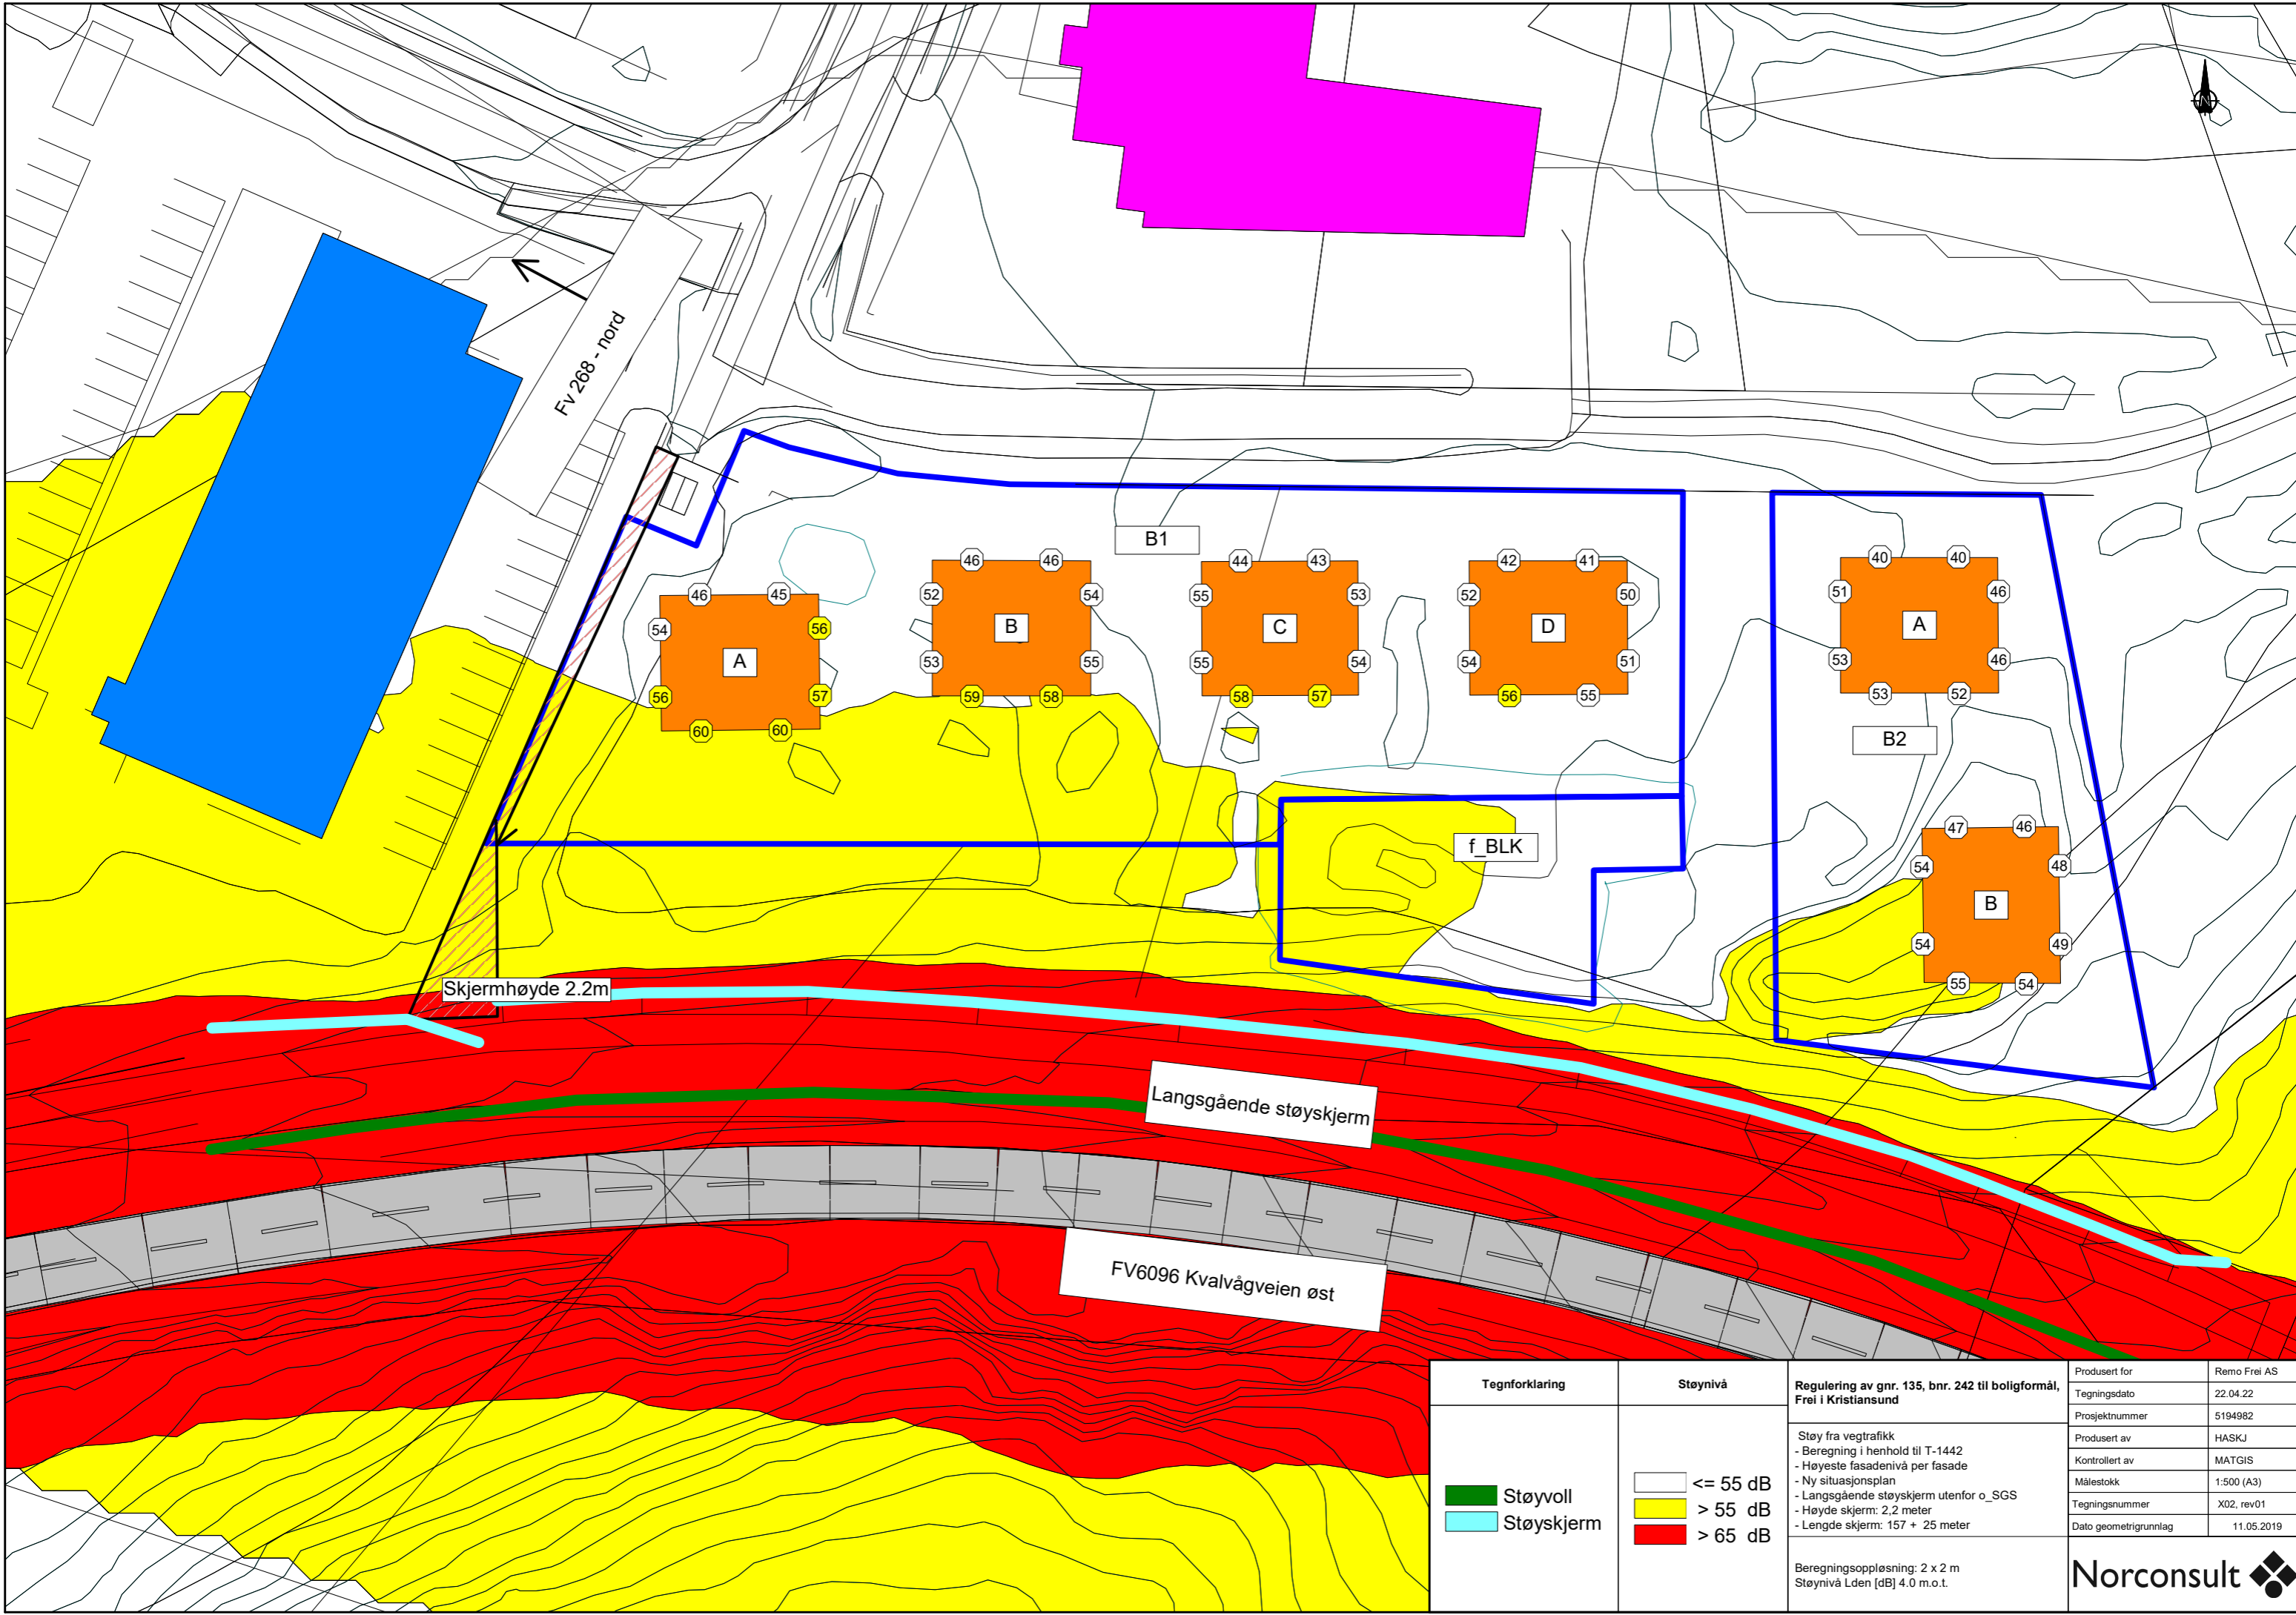 N
Fv 268 - nord
B1
46 46 44 43 42 41 40 40
46 45 52 54 55 53 52 50 51 46
54 56 B C D A
A 53 55 55 54 54 51 53 46
56 57 59 58 58 57 56 55 53 52
60 60
B2
f_BLK
47 46
54 48
B
54 49
55 54
Skjermhøyde 2.2m
Langsgående støyskjerm
FV6096 Kvalvågveien øst
Tegnforklaring
Støyvoll
Støyskjerm
Støynivå
<= 55 dB
> 55 dB
> 65 dB
Regulering av gnr. 135, bnr. 242 til boligformål,
Frei i Kristiansund
Støy fra vegtrafikk
- Beregning i henhold til T-1442
- Høyeste fasadenivå per fasade
- Ny situasjonsplan
- Langsgående støyskjerm utenfor o_SGS
- Høyde skjerm: 2,2 meter
- Lengde skjerm: 157 + 25 meter
Beregningsoppløsning: 2 x 2 m
Støynivå Lden [dB] 4.0 m.o.t.
Produsert for Remo Frei AS
Tegningsdato 22.04.22
Prosjektnummer 5194982
Produsert av HASKJ
Kontrollert av MATGIS
Målestokk 1:500 (A3)
Tegningsnummer X02, rev01
Dato geometrigrunnlag 11.05.2019
Norconsult